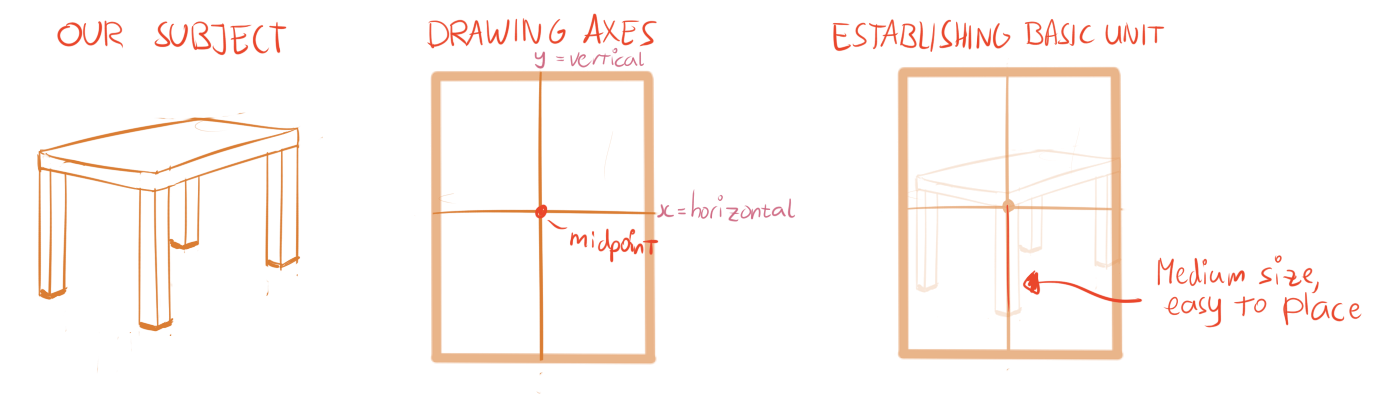 OUR SUBJECT
DRAWING AXES
y = vertical
x = horizontal
midpoint
ESTABLISHING BASIC UNIT
Medium size,
easy to place